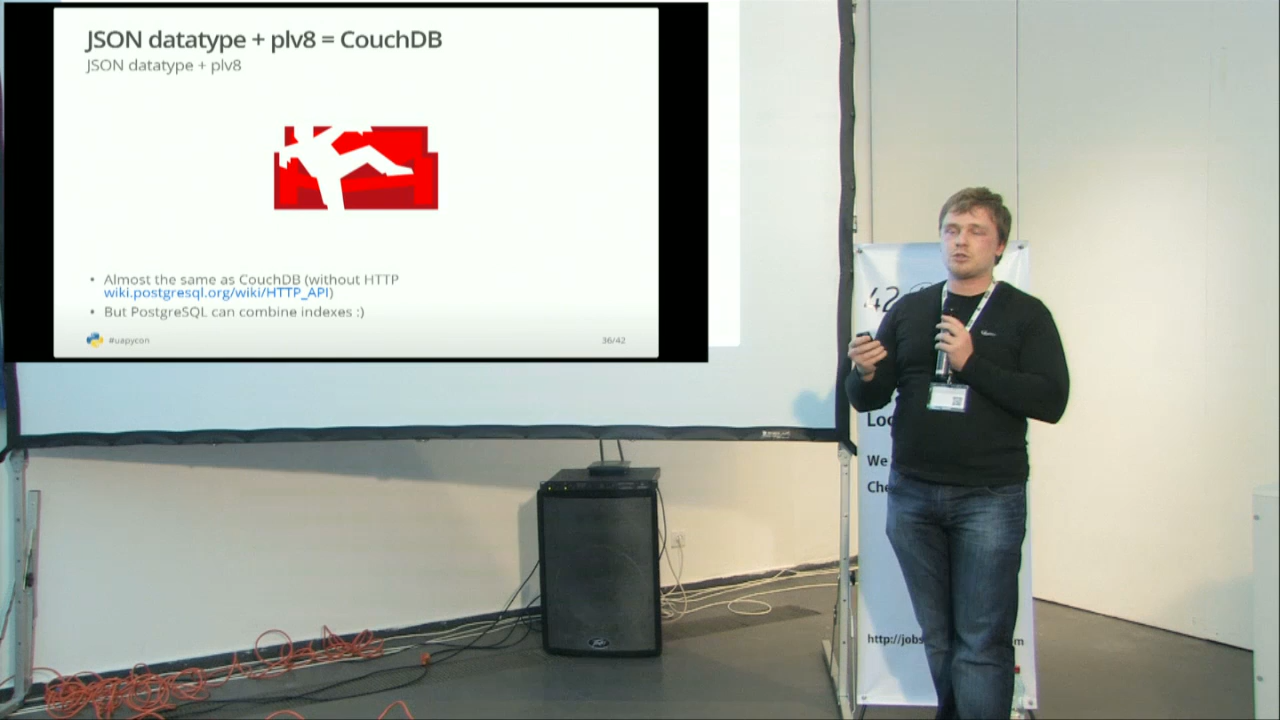 JSON datatype + plv8 = CouchDB
JSON datatype + plv8
• Almost the same as CouchDB (without HTTP
wiki.postgresql.org/wiki/HTTP_API)
• But PostgreSQL can combine indexes :)
#uapycon
36/42
42
We
http://jobs